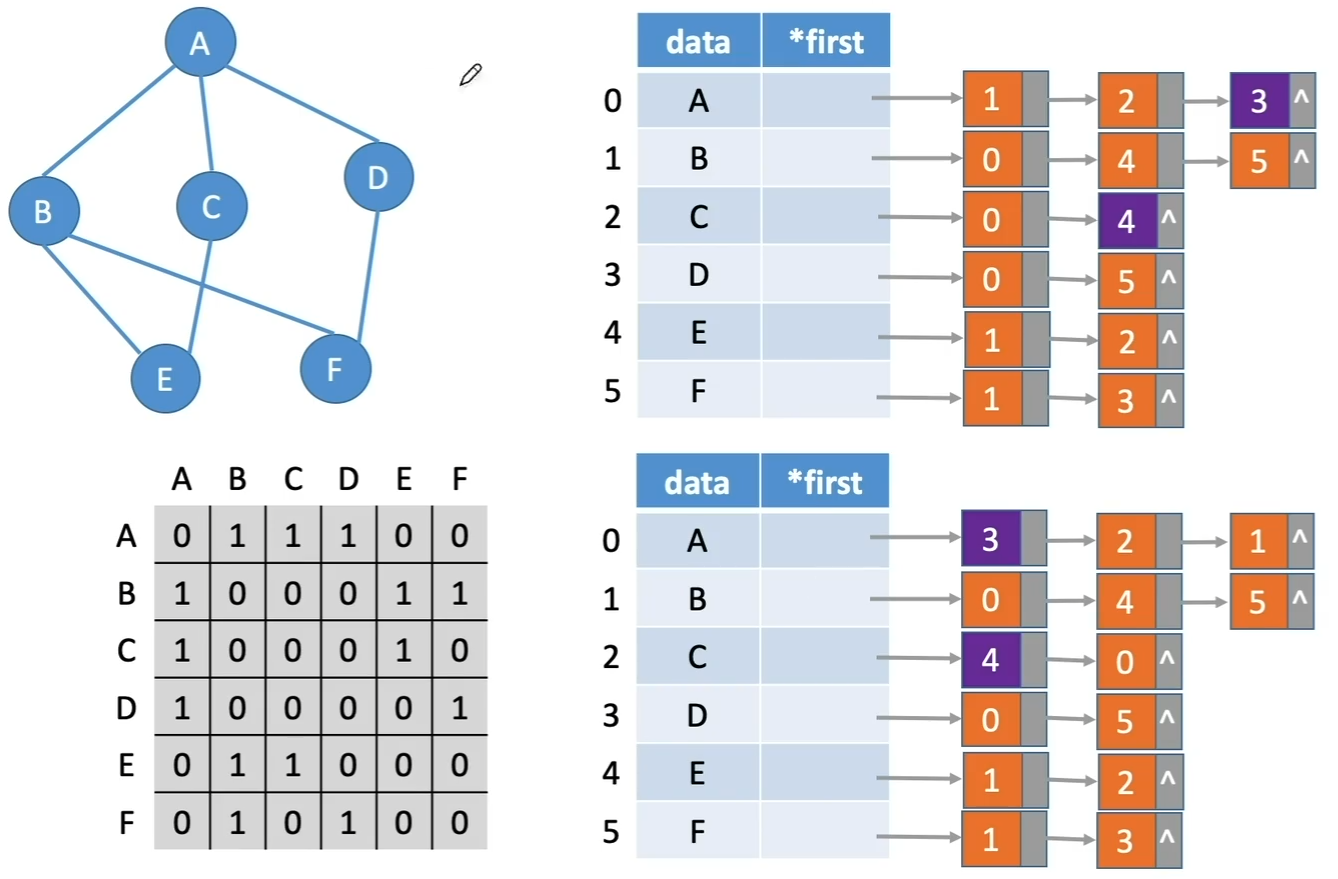 A
B
C
D
E
F
data *first
0 A 1 2 3 ^
1 B 0 4 5 ^
2 C 0 4 ^
3 D 0 5 ^
4 E 1 2 ^
5 F 1 3 ^
A B C D E F
A 0 1 1 1 0 0
B 1 0 0 0 1 1
C 1 0 0 0 1 0
D 1 0 0 0 0 1
E 0 1 1 0 0 0
F 0 1 0 1 0 0
data *first
0 A 3 2 1 ^
1 B 0 4 5 ^
2 C 4 0 ^
3 D 0 5 ^
4 E 1 2 ^
5 F 1 3 ^